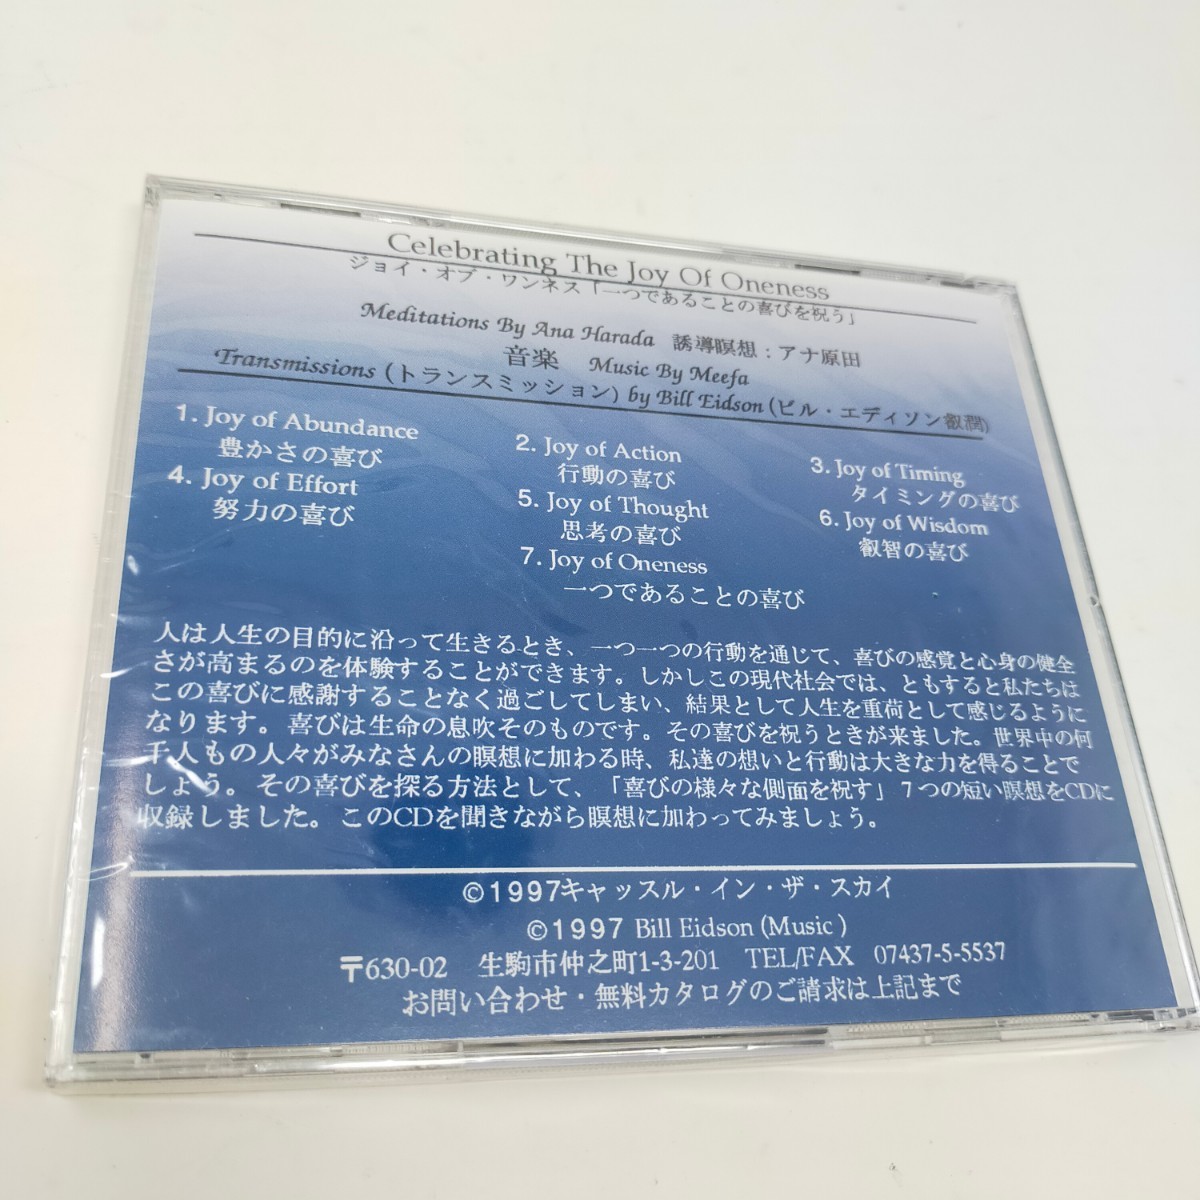 Celebrating The Joy Of Oneness
ジョイ・オブ・ワンネス「一つであることの喜びを祝う」
Meditations By Ana Harada 誘導瞑想：アナ原田
音楽 Music By Meefa
Transmissions (トランスミッション) by Bill Eidson (ビル・エディソン叡潤)
1. Joy of Abundance
豊かさの喜び
2. Joy of Action
行動の喜び
3. Joy of Timing
タイミングの喜び
4. Joy of Effort
努力の喜び
5. Joy of Thought
思考の喜び
6. Joy of Wisdom
叡智の喜び
7. Joy of Oneness
一つであることの喜び
人は人生の目的に沿って生きるとき、一つ一つの行動を通じて、喜びの感覚と心身の健全
さが高まるのを体験することができます。しかしこの現代社会では、ともすると私たちは
この喜びに感謝することなく過ごしてしまい、結果として人生を重荷として感じるように
なります。喜びは生命の息吹そのものです。その喜びを祝うときが来ました。世界中の何
千人もの人々がみなさんの瞑想に加わる時、私達の想いと行動は大きな力を得ることで
しょう。その喜びを探る方法として、「喜びの様々な側面を祝す」７つの短い瞑想をCDに
収録しました。このCDを聞きながら瞑想に加わってみましょう。
©1997キャッスル・イン・ザ・スカイ
©1997 Bill Eidson (Music )
〒630-02 生駒市仲之町1-3-201 TEL/FAX 07437-5-5537
お問い合わせ・無料カタログのご請求は上記まで